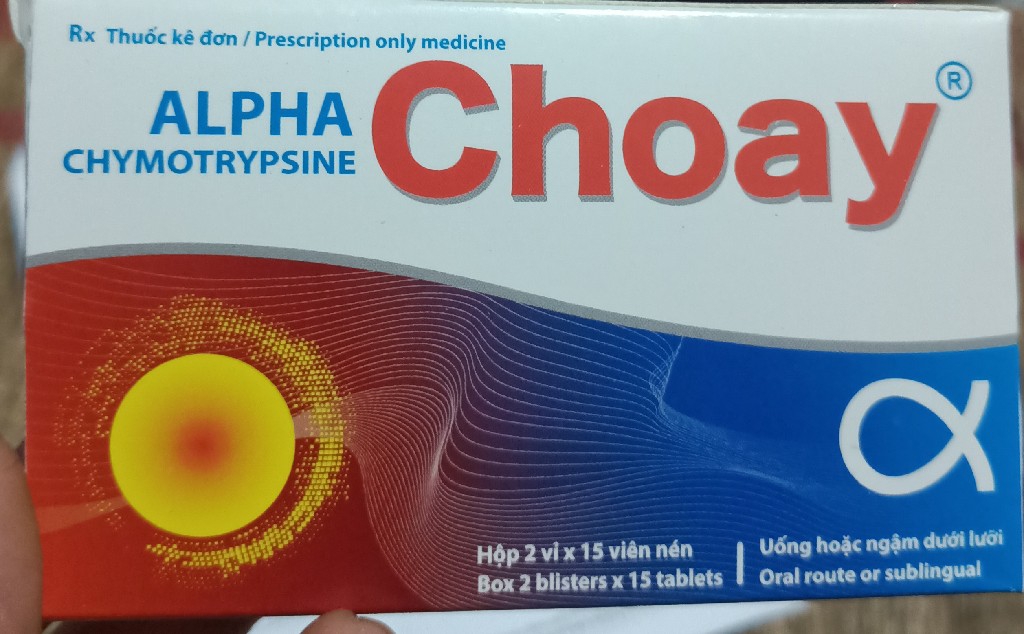 Rx Thuốc kê đơn / Prescription only medicine
ALPHA
CHYMOTRYPSINE
Choay®
α
Hộp 2 vỉ x 15 viên nén
Box 2 blisters x 15 tablets
Uống hoặc ngậm dưới lưỡi
Oral route or sublingual